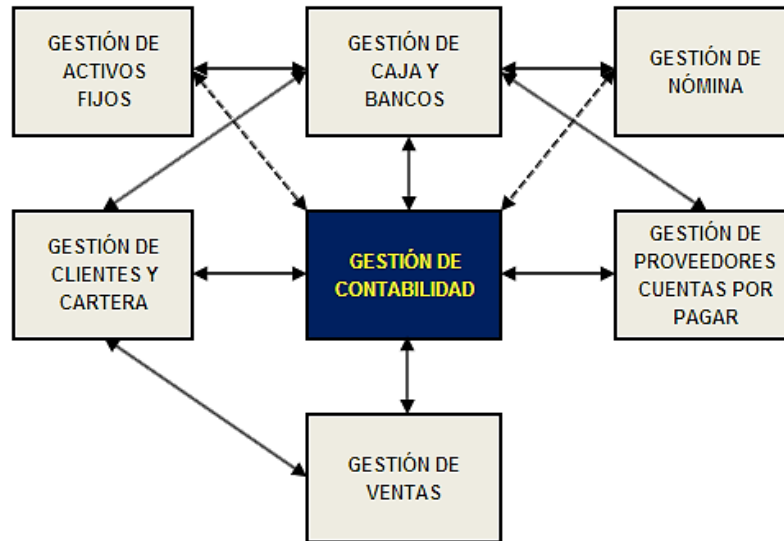 GESTIÓN DE
ACTIVOS
FIJOS
GESTIÓN DE
CAJA Y
BANCOS
GESTIÓN DE
NÓMINA
GESTIÓN DE
CLIENTES Y
CARTERA
GESTIÓN DE
CONTABILIDAD
GESTIÓN DE
PROVEEDORES
CUENTAS POR
PAGAR
GESTIÓN DE
VENTAS